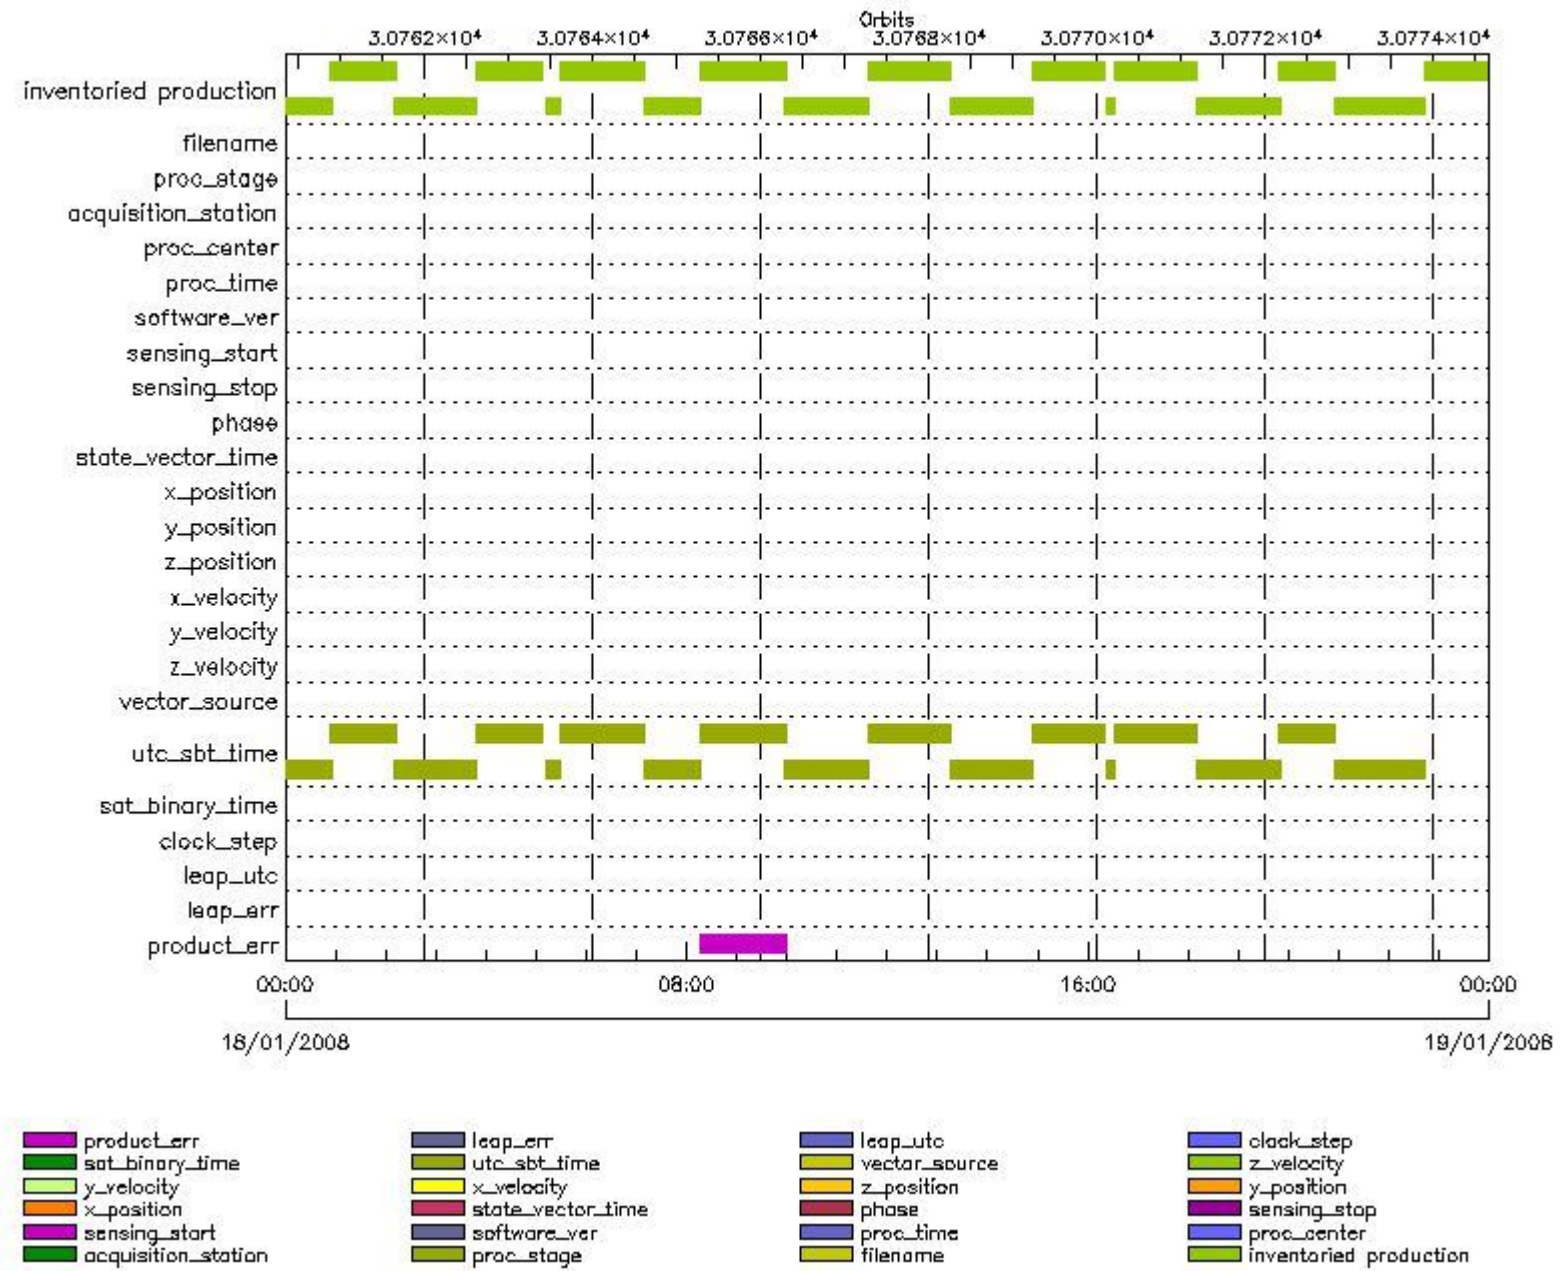 Orbits
3.0762×10⁴ 3.0764×10⁴ 3.0766×10⁴ 3.0768×10⁴ 3.0770×10⁴ 3.0772×10⁴ 3.0774×10⁴
inventoried production
filename
proc_stage
acquisition_station
proc_center
proc_time
software_ver
sensing_start
sensing_stop
phase
state_vector_time
x_position
y_position
z_position
x_velocity
y_velocity
z_velocity
vector_source
utc_sbt_time
sat_binary_time
clock_step
leap_utc
leap_err
product_err
00:00 08:00 16:00 00:00
18/01/2008 19/01/2008
product_err leap_err leap_utc clock_step
sat_binary_time utc_sbt_time vector_source z_velocity
y_velocity x_velocity z_position y_position
x_position state_vector_time phase sensing_stop
sensing_start software_ver proc_time proc_center
acquisition_station proc_stage filename inventoried production